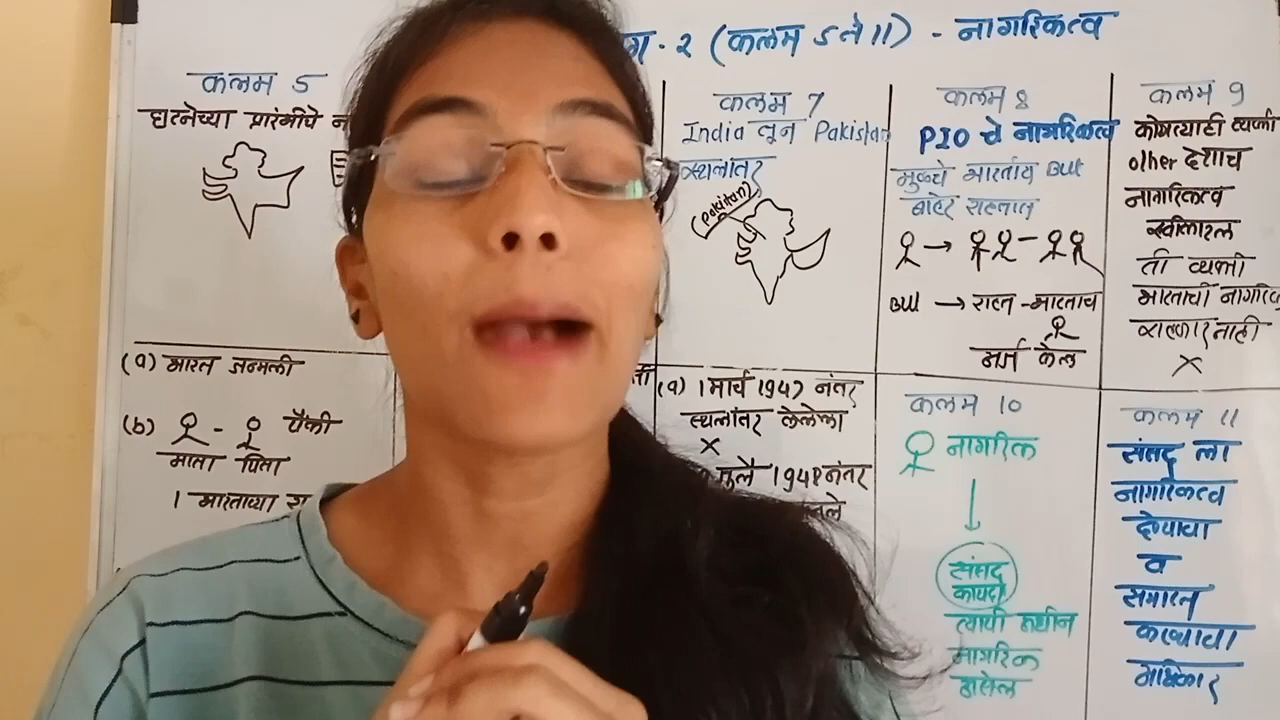 २ (कलम 5 ते 11) - नागरिकत्व
कलम 5
घटनेच्या प्रारंभीचे
(a) भारत जन्मली
(b) - पैकी
माता पिता
1 भारताच्या
कलम 7
India तून Pakistan
स्थलांतर
(Pakistan)
(a) 1 मार्च 1947 नंतर
स्थलांतर केलेला
X
जुलै 1948 नंतर
कलम 8
PIO चे नागरिकत्व
मुळचे भारतीय But
बाहेर राहतात
But → राहत - भारताच
अर्ज केल
कलम 9
कोणत्याही व्यक्ती
other देशाच
नागरिकत्व
स्वीकारल
ती व्यक्ती
भारताची
राहणार नाही
X
कलम 10
नागरिक
संसद
कायदा
त्याची अधीन
नागरिक
असेल
कलम 11
संसद ला
नागरिकत्व
देण्याचा
व
समाप्त
करण्याचा
अधिकार